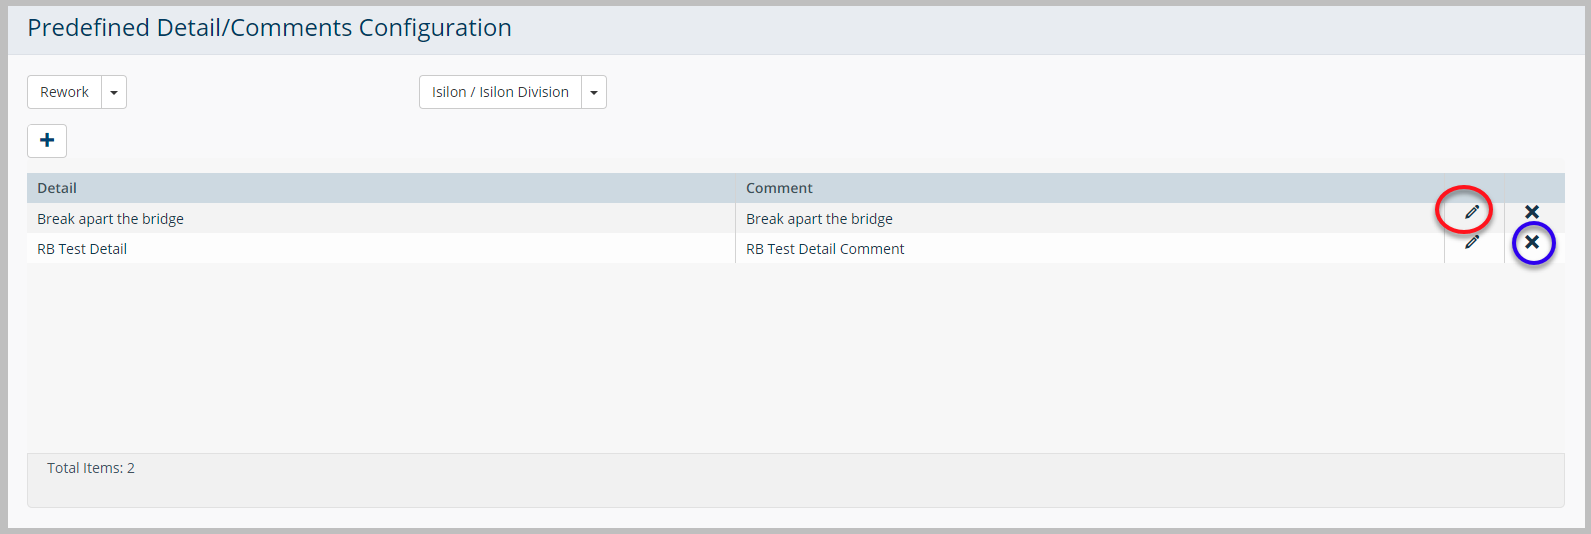 Predefined Detail/Comments Configuration
Rework Isilon / Isilon Division
Detail Comment
Break apart the bridge Break apart the bridge
RB Test Detail RB Test Detail Comment
Total Items: 2